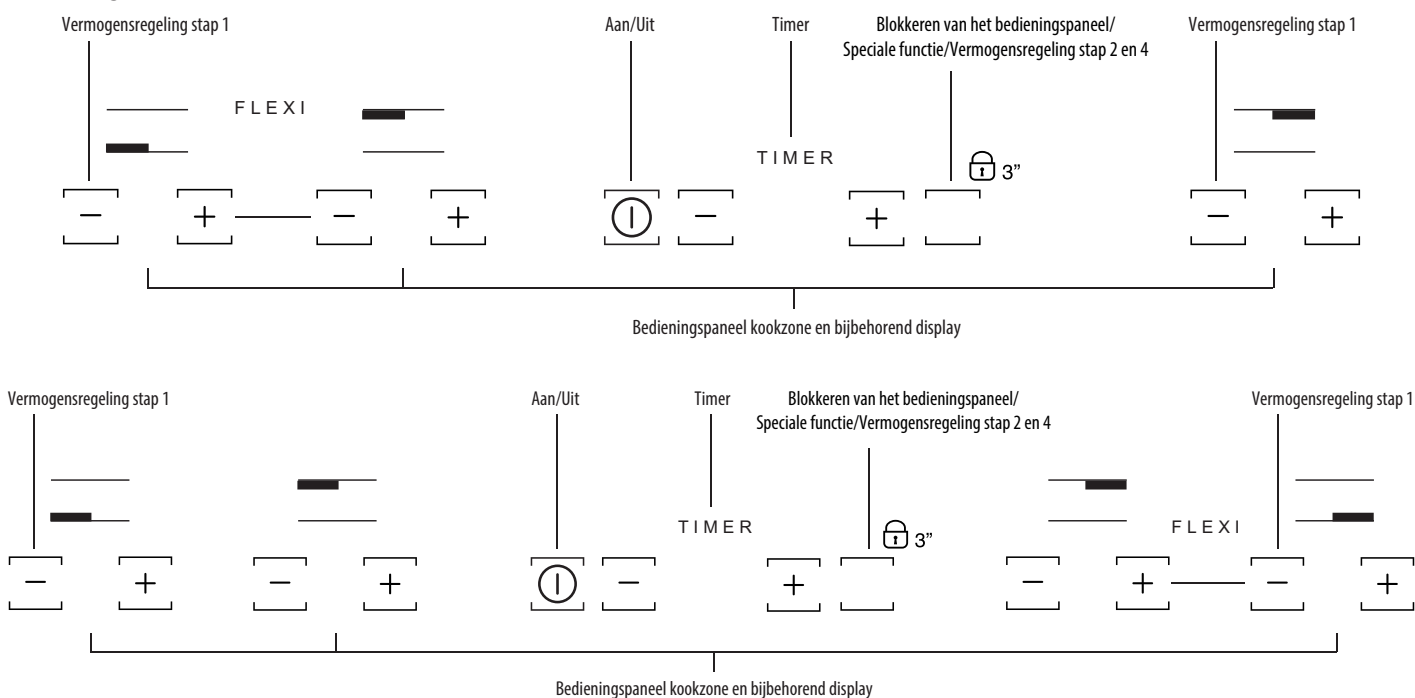 Vermogensregeling stap 1
Aan/Uit
Timer
Blokkeren van het bedieningspaneel/
Speciale functie/Vermogensregeling stap 2 en 4
Vermogensregeling stap 1
FLEXI
TIMER
3”
− + − + − + − +
Bedieningspaneel kookzone en bijbehorend display
Vermogensregeling stap 1
Aan/Uit
Timer
Blokkeren van het bedieningspaneel/
Speciale functie/Vermogensregeling stap 2 en 4
Vermogensregeling stap 1
TIMER
3”
FLEXI
− + − + − + − + − +
Bedieningspaneel kookzone en bijbehorend display